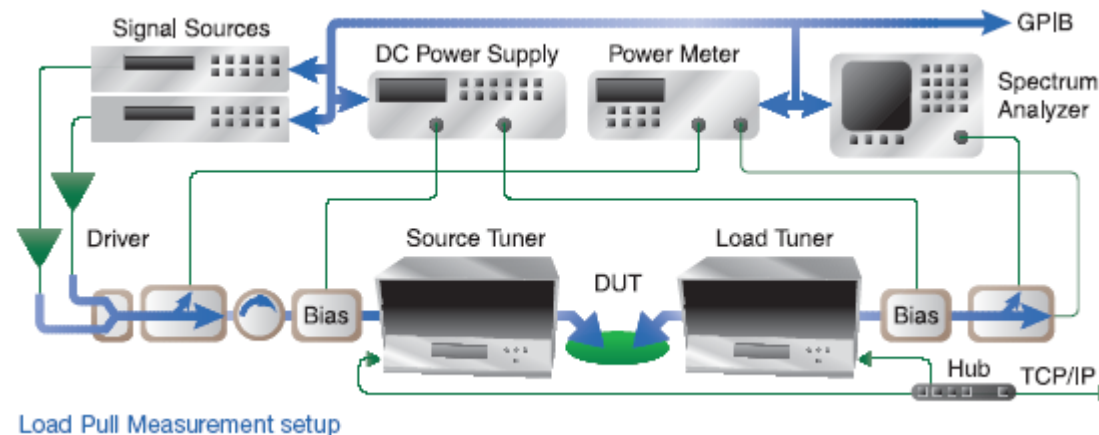 Signal Sources
GPIB
DC Power Supply
Power Meter
Spectrum
Analyzer
Driver
Source Tuner
Load Tuner
DUT
Bias
Bias
Hub
TCP/IP
Load Pull Measurement setup